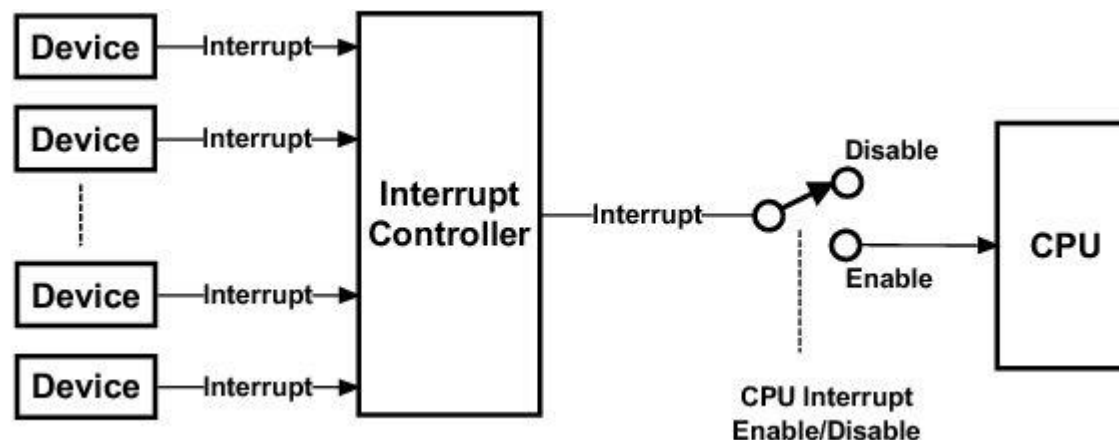 Device
Interrupt
Device
Interrupt
Device
Interrupt
Device
Interrupt
Interrupt
Controller
Interrupt
Disable
Enable
CPU
CPU Interrupt
Enable/Disable